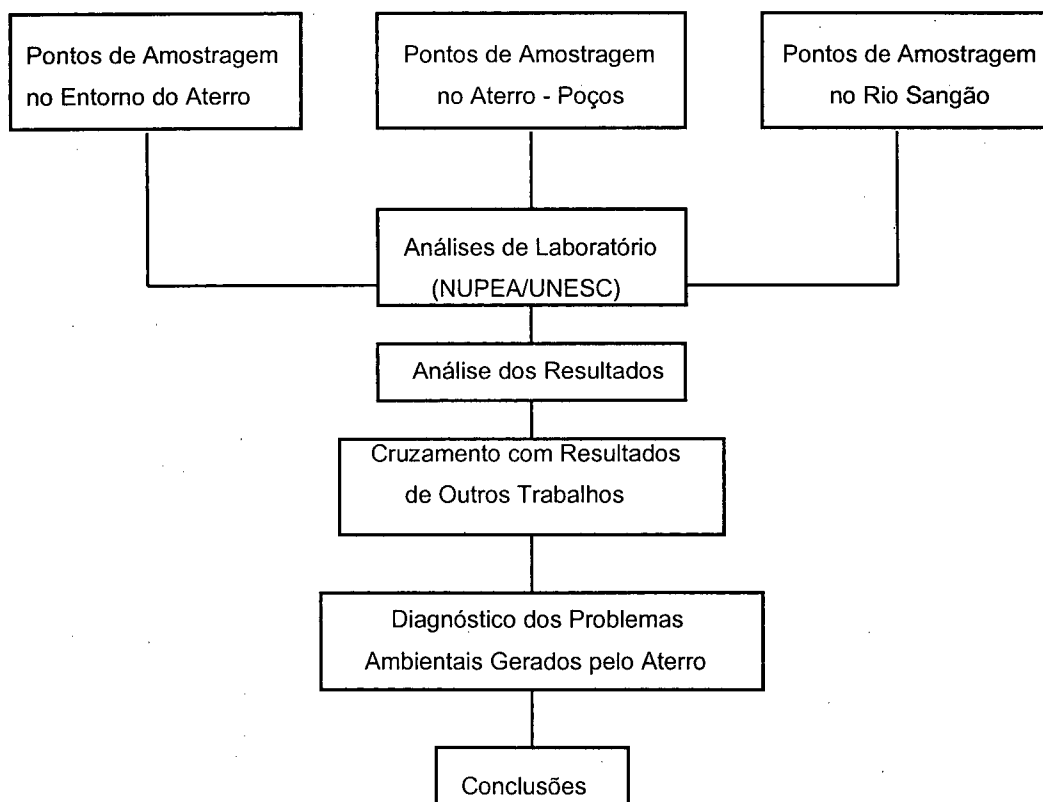 Pontos de Amostragem
no Entorno do Aterro
Pontos de Amostragem
no Aterro - Poços
Pontos de Amostragem
no Rio Sangão
Análises de Laboratório
(NUPEA/UNESC)
Análise dos Resultados
Cruzamento com Resultados
de Outros Trabalhos
Diagnóstico dos Problemas
Ambientais Gerados pelo Aterro
Conclusões